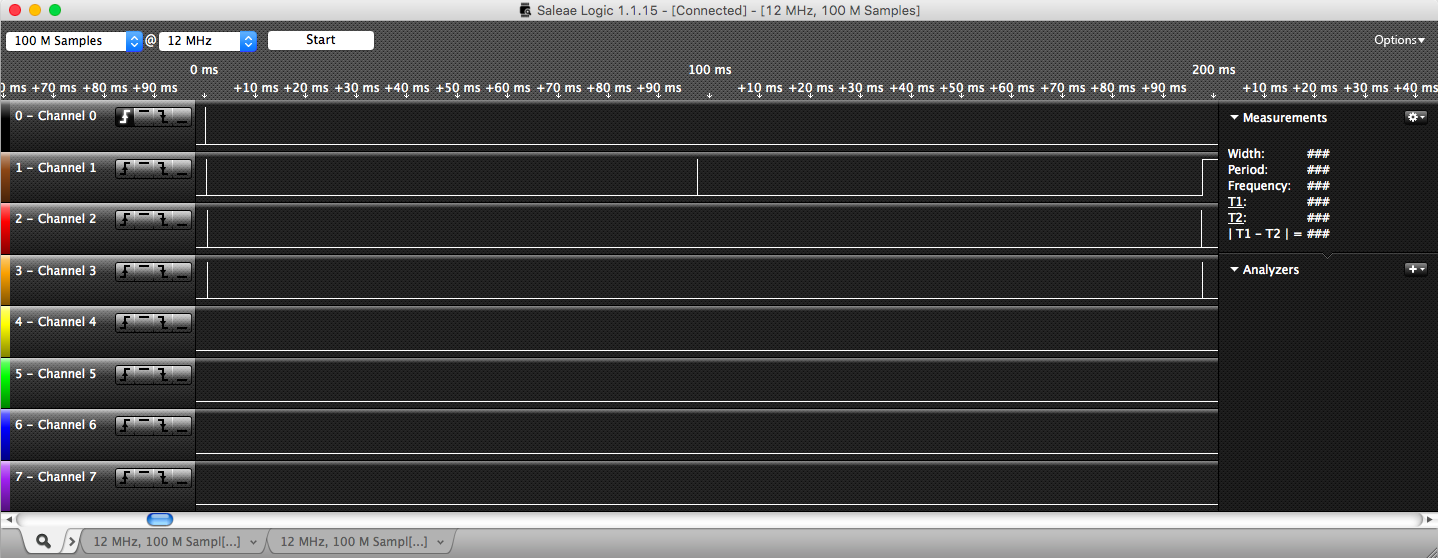 Saleae Logic 1.1.15 - [Connected] - [12 MHz, 100 M Samples]
100 M Samples @ 12 MHz Start Options
0 ms 100 ms 200 ms
0 ms +70 ms +80 ms +90 ms +10 ms +20 ms +30 ms +40 ms +50 ms +60 ms +70 ms +80 ms +90 ms +10 ms +20 ms +30 ms +40 ms +50 ms +60 ms +70 ms +80 ms +90 ms +10 ms +20 ms +30 ms +40 ms
0 - Channel 0
Measurements
Width: ###
1 - Channel 1
Period: ###
Frequency: ###
T1: ###
2 - Channel 2
T2: ###
| T1 - T2 | = ###
3 - Channel 3
Analyzers
4 - Channel 4
5 - Channel 5
6 - Channel 6
7 - Channel 7
12 MHz, 100 M Sampl[...] 12 MHz, 100 M Sampl[...]